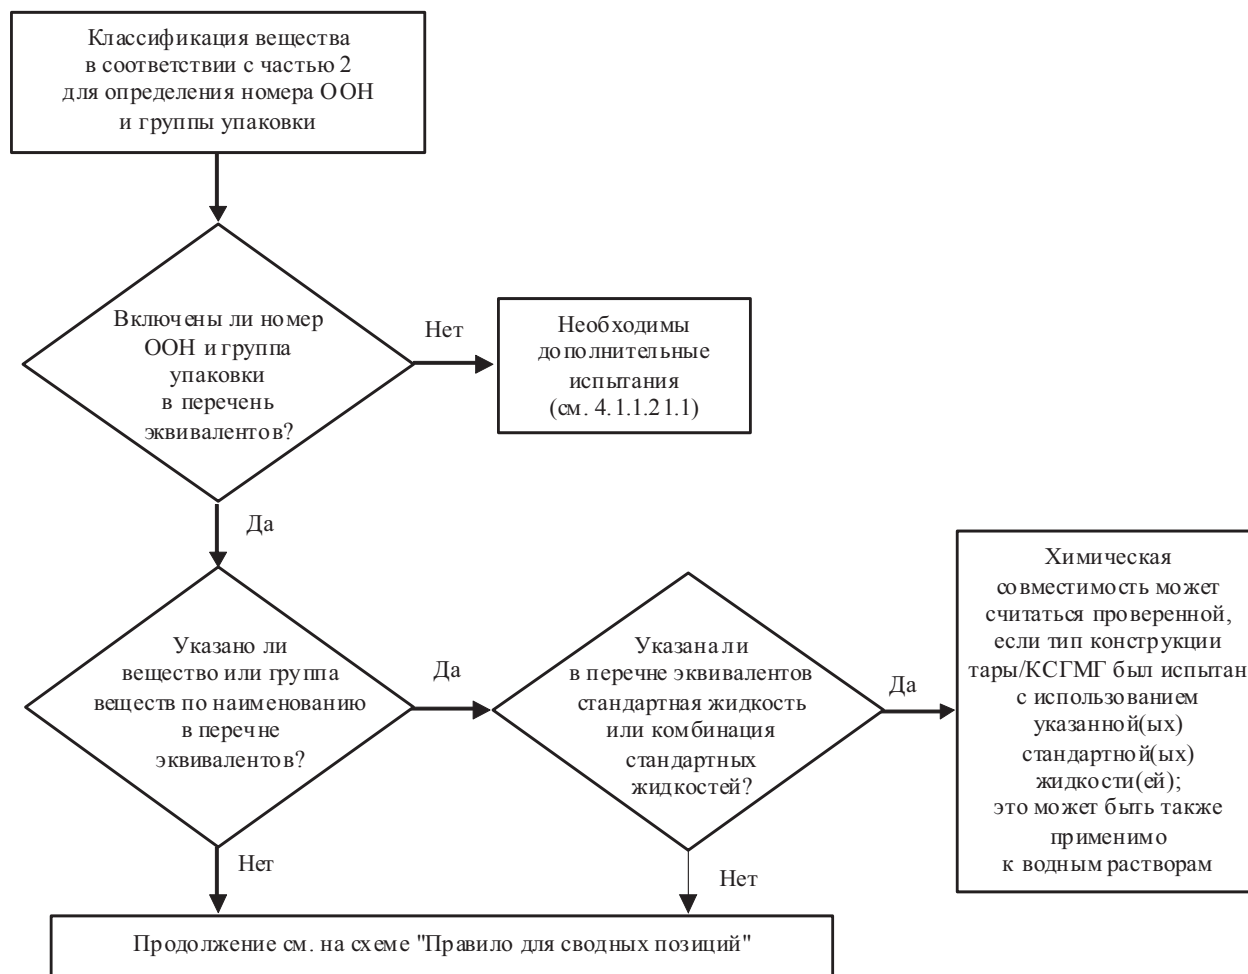 Классификация вещества
в соответствии с частью 2
для определения номера ООН
и группы упаковки
Включены ли номер
ООН и группа
упаковки
в перечень
эквивалентов?
Нет
Необходимы
дополнительные
испытания
(см. 4.1.1.21.1)
Да
Указано ли
вещество или группа
веществ по наименованию
в перечне
эквивалентов?
Да
Указана ли
в перечне эквивалентов
стандартная жидкость
или комбинация
стандартных
жидкостей?
Да
Химическая
совместимость может
считаться проверенной,
если тип конструкции
тары/КСГМГ был испытан
с использованием
указанной(ых)
стандартной(ых)
жидкости(ей);
это может быть также
применимо
к водным растворам
Нет
Нет
Продолжение см. на схеме "Правило для сводных позиций"